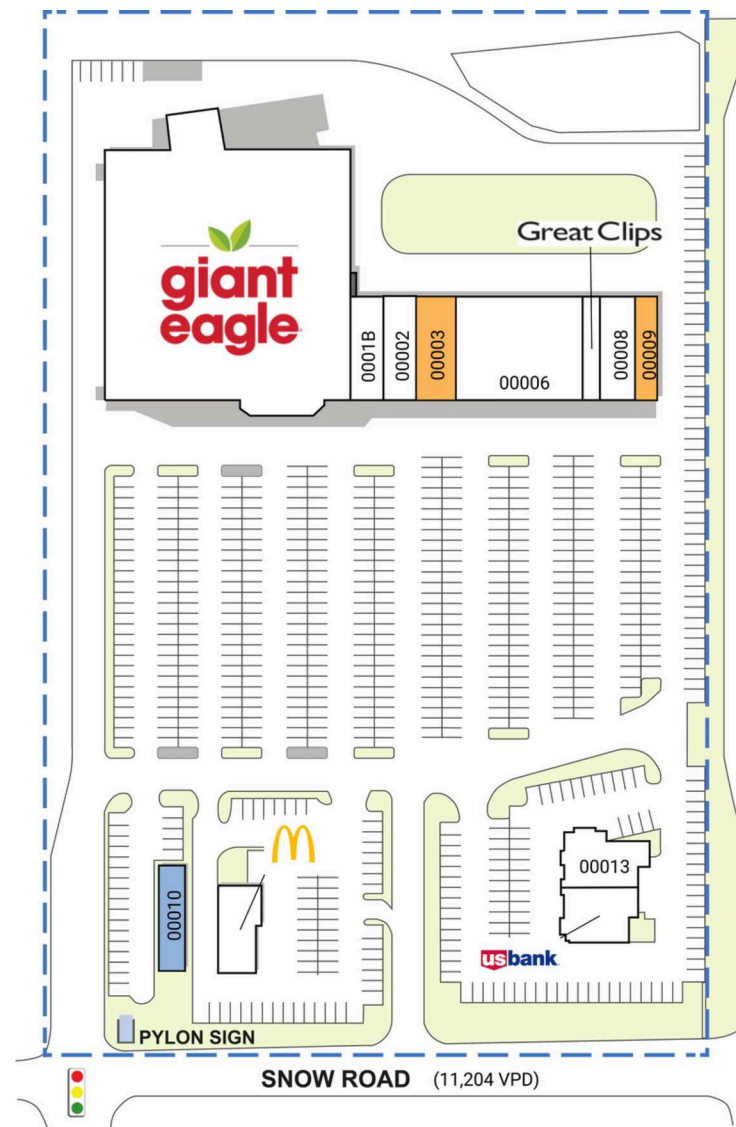 giant
eagle
Great Clips
0001B
00002
00003
00006
00008
00009
00010
00013
usbank
PYLON SIGN
SNOW ROAD (11,204 VPD)